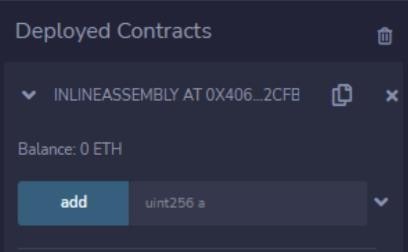 Deployed Contracts
INLINEASSEMBLY AT 0X406...2CFB
Balance: 0 ETH
add
uint256 a